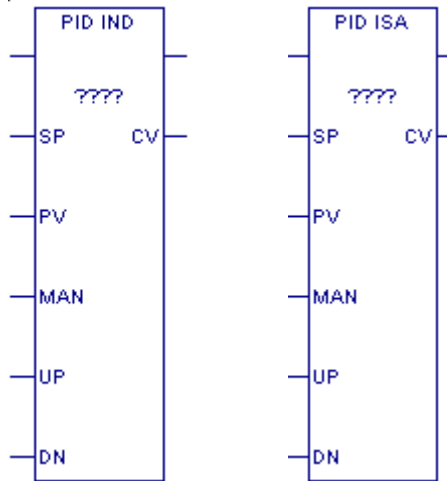 PID IND
????
SP CV
PV
MAN
UP
DN
PID ISA
????
SP CV
PV
MAN
UP
DN